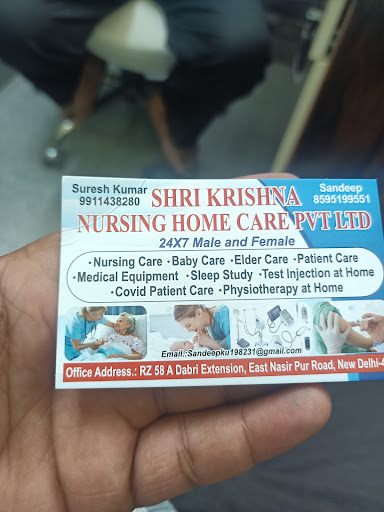 Suresh Kumar
9911438280
SHRI KRISHNA
Sandeep
8595199551
NURSING HOME CARE PVT LTD
24X7 Male and Female
•Nursing Care •Baby Care •Elder Care •Patient Care
•Medical Equipment •Sleep Study •Test Injection at Home
•Covid Patient Care •Physiotherapy at Home
Email.:Sandeepku198231@gmail.com
Office Address.: RZ 58 A Dabri Extension, East Nasir Pur Road, New Delhi-4